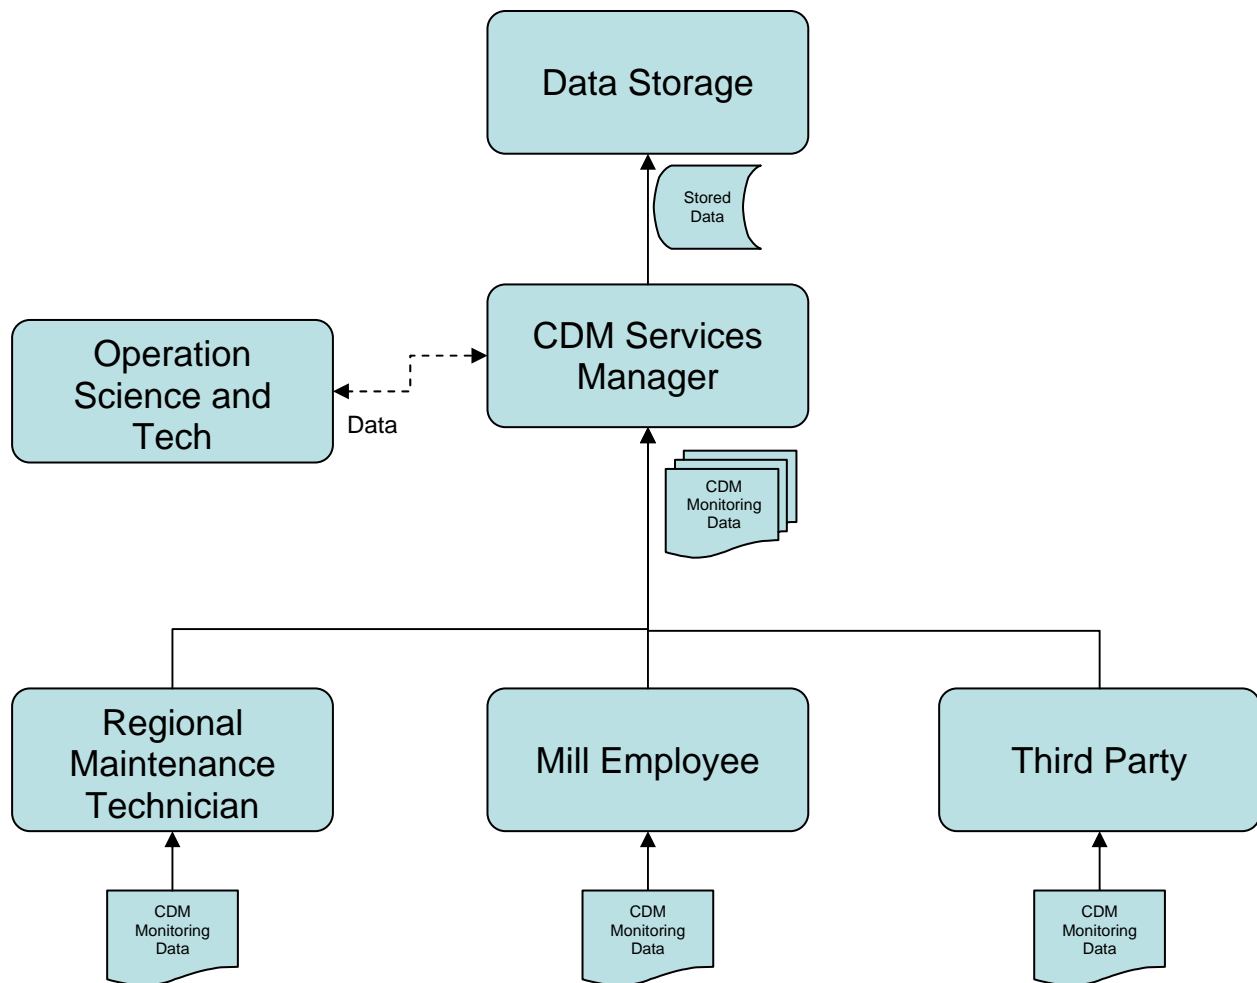 Data Storage
Stored
Data
CDM Services
Manager
Operation
Science and
Tech
Data
CDM
Monitoring
Data
Regional
Maintenance
Technician
Mill Employee
Third Party
CDM
Monitoring
Data
CDM
Monitoring
Data
CDM
Monitoring
Data